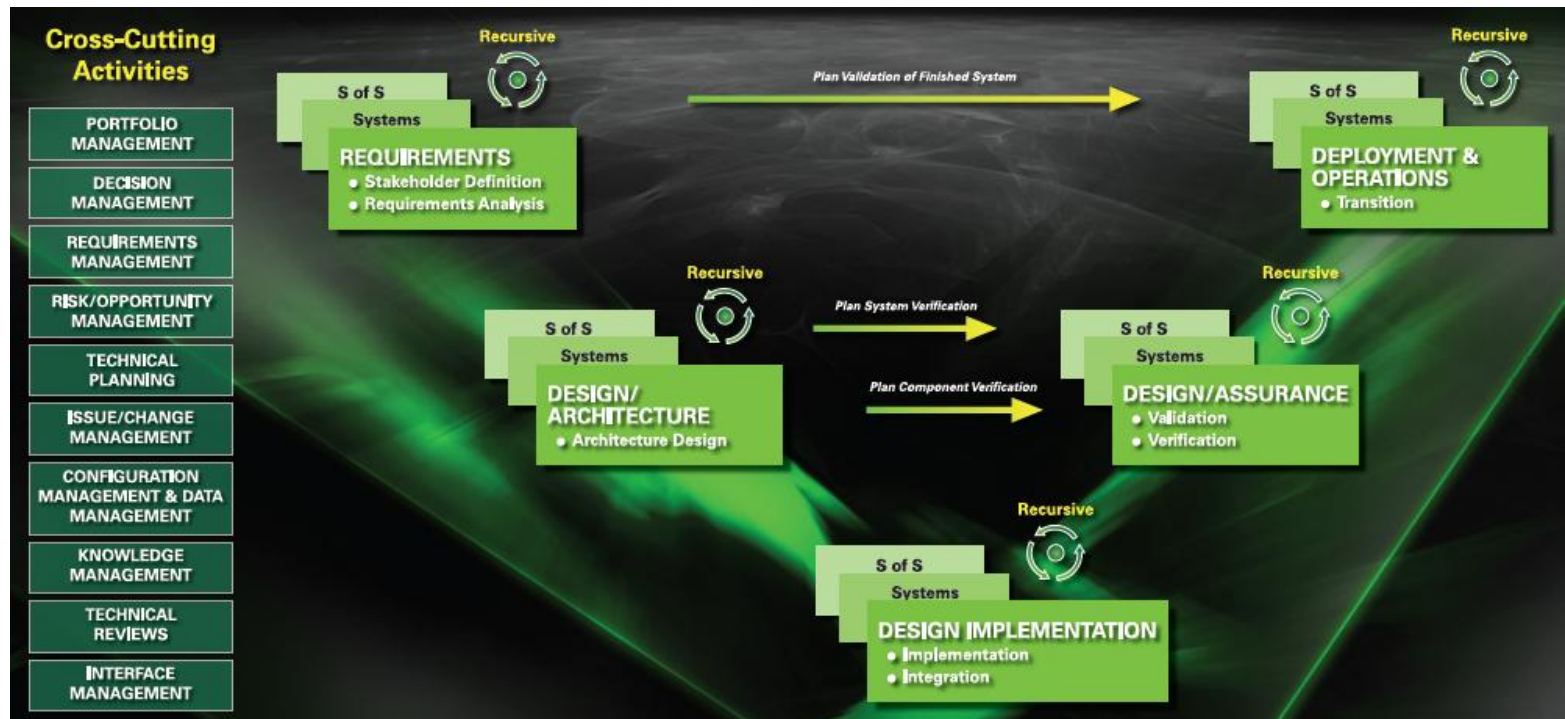 Cross-Cutting
Activities
PORTFOLIO
MANAGEMENT
DECISION
MANAGEMENT
REQUIREMENTS
MANAGEMENT
RISK/OPPORTUNITY
MANAGEMENT
TECHNICAL
PLANNING
ISSUE/CHANGE
MANAGEMENT
CONFIGURATION
MANAGEMENT & DATA
MANAGEMENT
KNOWLEDGE
MANAGEMENT
TECHNICAL
REVIEWS
INTERFACE
MANAGEMENT
Recursive
S of S
Systems
REQUIREMENTS
• Stakeholder Definition
• Requirements Analysis
Plan Validation of Finished System
Recursive
S of S
Systems
DEPLOYMENT &
OPERATIONS
• Transition
Recursive
S of S
Systems
DESIGN/
ARCHITECTURE
• Architecture Design
Plan System Verification
Plan Component Verification
Recursive
S of S
Systems
DESIGN/ASSURANCE
• Validation
• Verification
Recursive
S of S
Systems
DESIGN IMPLEMENTATION
• Implementation
• Integration